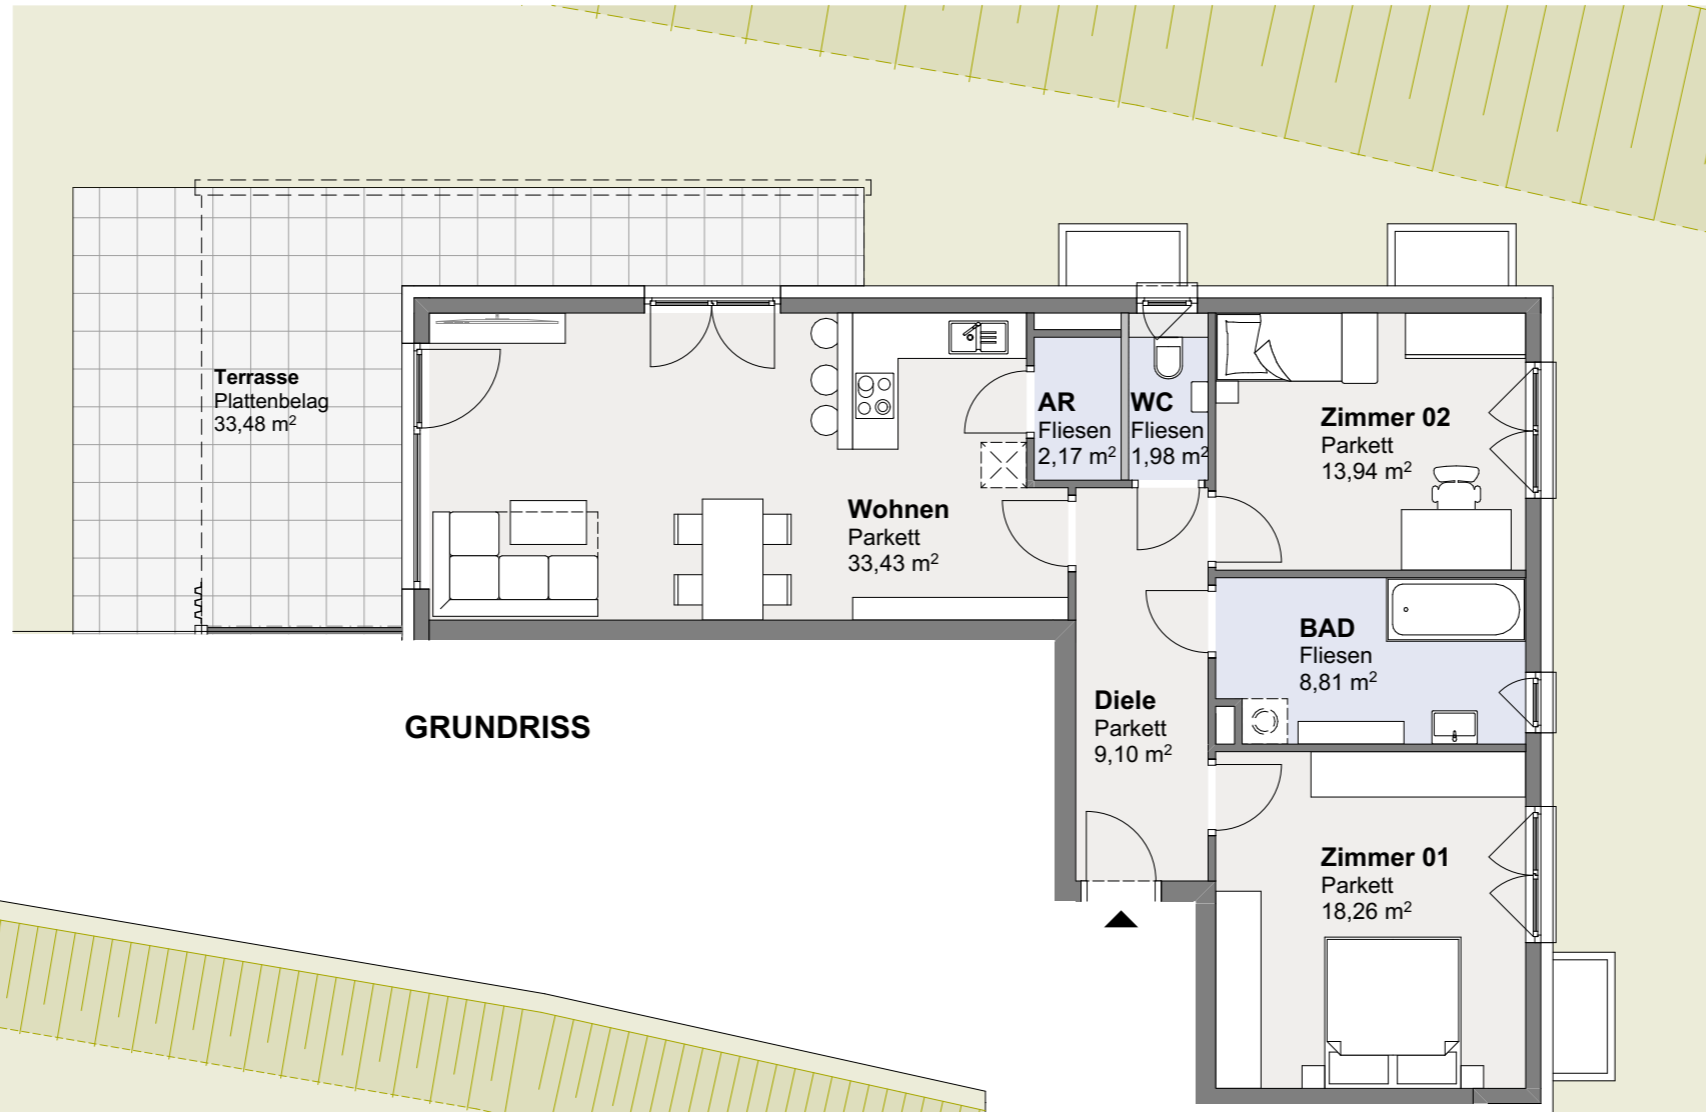 Terrasse
Plattenbelag
33,48 m²
AR
Fliesen
2,17 m²
WC
Fliesen
1,98 m²
Zimmer 02
Parkett
13,94 m²
Wohnen
Parkett
33,43 m²
BAD
Fliesen
8,81 m²
Diele
Parkett
9,10 m²
GRUNDRISS
Zimmer 01
Parkett
18,26 m²